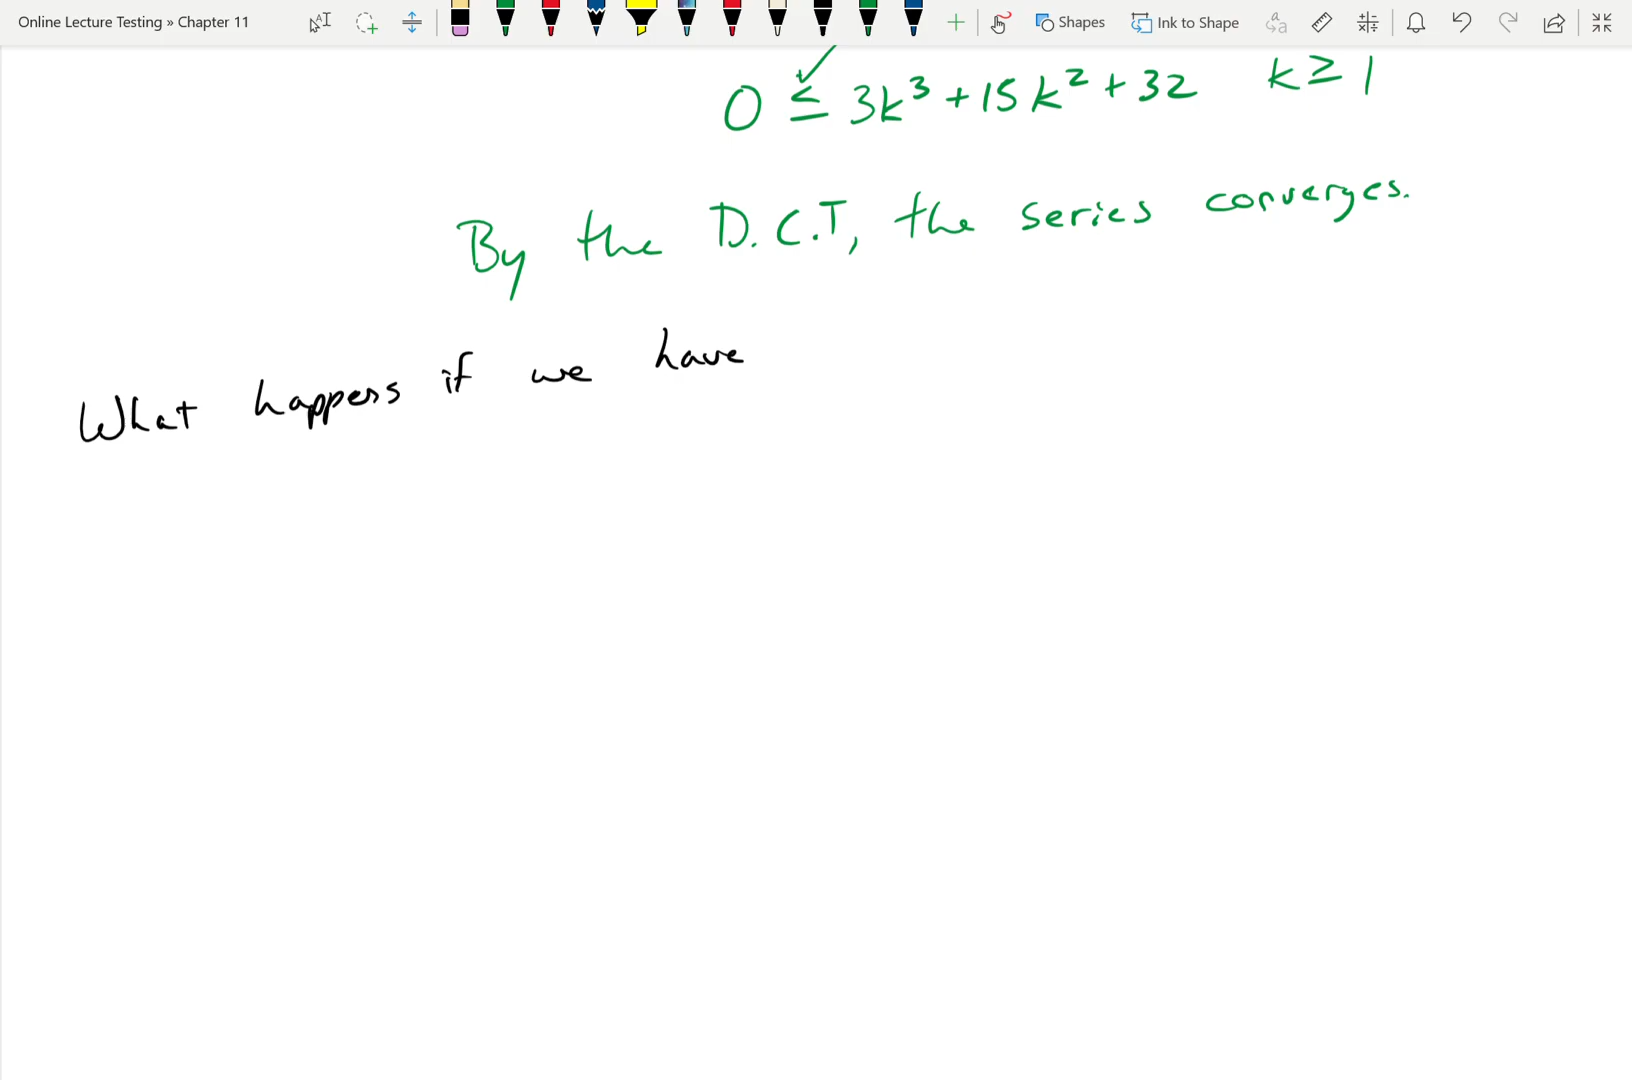 Online Lecture Testing » Chapter 11 Shapes Ink to Shape
0 ≤ 3k³ + 15k² + 32 k ≥ 1
By the D.C.T, the series converges.
What happens if we have